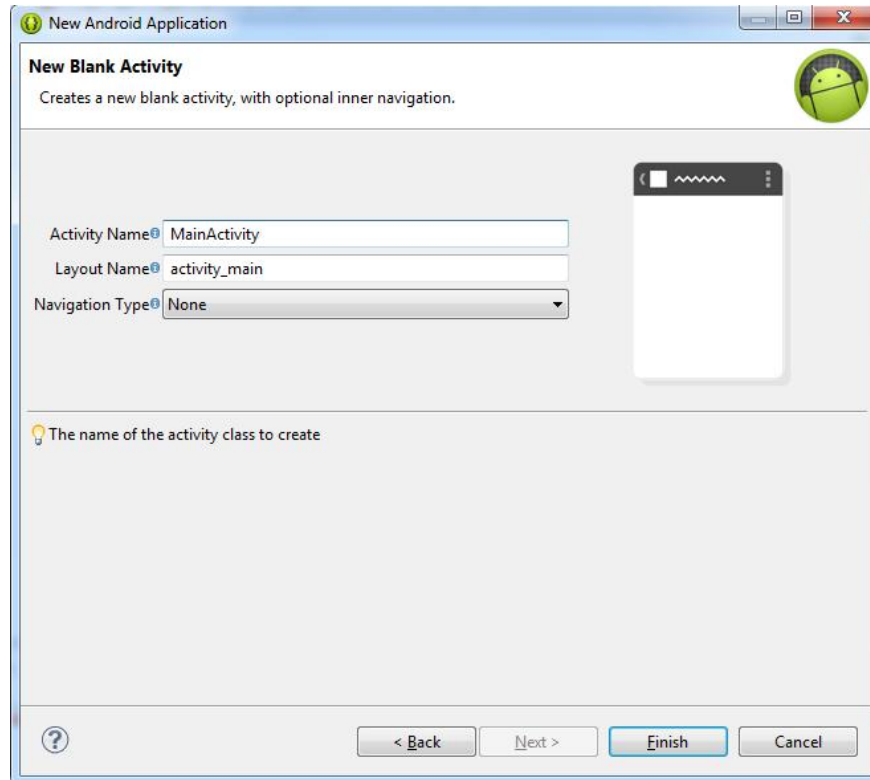 New Android Application
New Blank Activity
Creates a new blank activity, with optional inner navigation.
Activity Name MainActivity
Layout Name activity_main
Navigation Type None
The name of the activity class to create
< Back Next > Finish Cancel